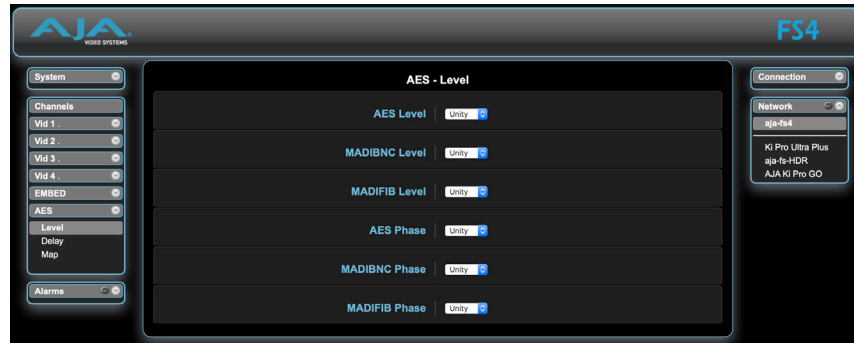 AJA
VIDEO SYSTEMS
FS4
System
Channels
Vid 1 .
Vid 2 .
Vid 3 .
Vid 4 .
EMBED
AES
Level
Delay
Map
Alarms
AES - Level
AES Level Unity
MADIBNC Level Unity
MADIFIB Level Unity
AES Phase Unity
MADIBNC Phase Unity
MADIFIB Phase Unity
Connection
Network
aja-fs4
Ki Pro Ultra Plus
aja-fs-HDR
AJA Ki Pro GO